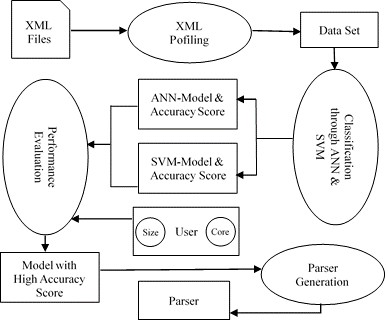 XML
Files
XML
Pofiling
Data Set
ANN-Model &
Accuracy Score
SVM-Model &
Accuracy Score
Classification
through ANN &
SVM
Performance
Evaluation
Size
User
Core
Model with
High Accuracy
Score
Parser
Generation
Parser